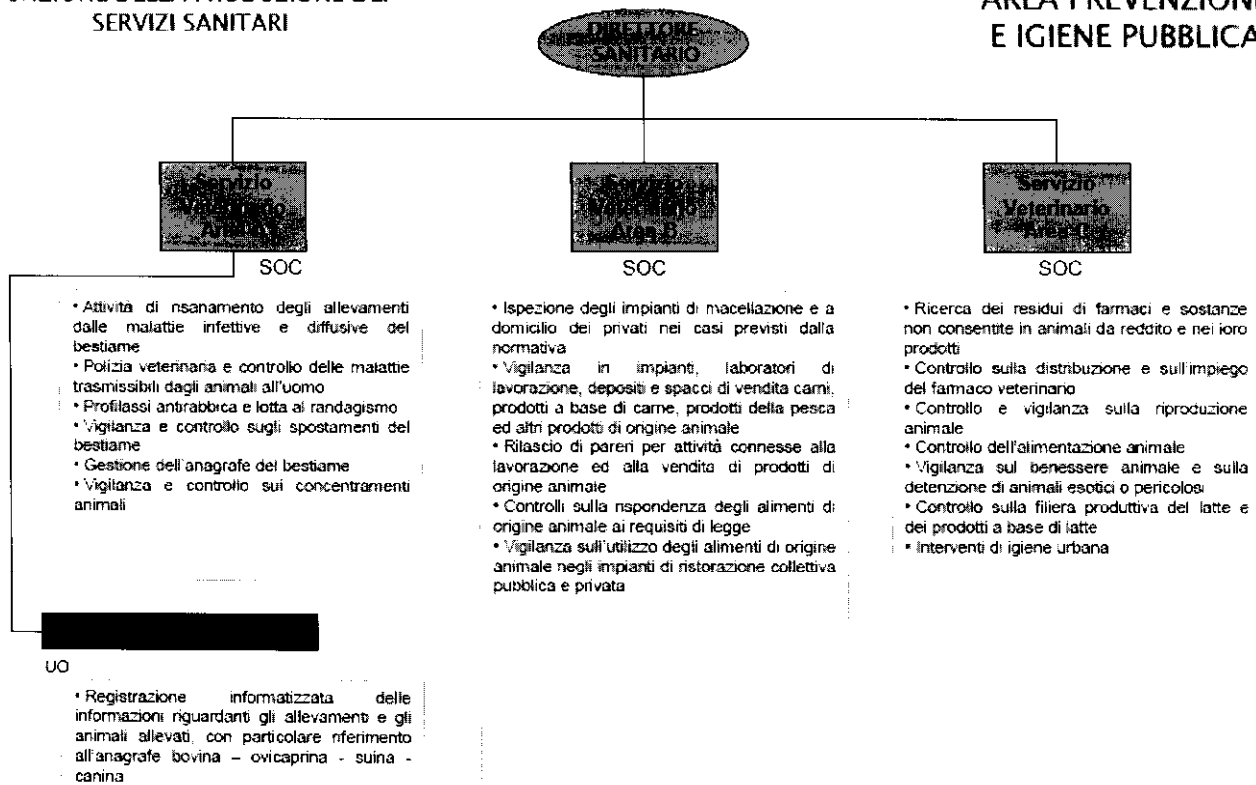 SERVIZI SANITARI
AREA PREVENZIONE
E IGIENE PUBBLICA
DIRETTORE
SANITARIO
Servizio
Veterinario
Area A
SOC
• Attività di risanamento degli allevamenti
dalle malattie infettive e diffusive del
bestiame
• Polizia veterinaria e controllo delle malattie
trasmissibili dagli animali all'uomo
• Profilassi antirabbica e lotta al randagismo
• Vigilanza e controllo sugli spostamenti del
bestiame
• Gestione dell'anagrafe del bestiame
• Vigilanza e controllo sui concentramenti
animali
UO
• Registrazione informatizzata delle
informazioni riguardanti gli allevamenti e gli
animali allevati, con particolare riferimento
all'anagrafe bovina – ovicaprina - suina -
canina
Servizio
Veterinario
Area B
SOC
• Ispezione degli impianti di macellazione e a
domicilio dei privati nei casi previsti dalla
normativa
• Vigilanza in impianti, laboratori di
lavorazione, depositi e spacci di vendita carni,
prodotti a base di carne, prodotti della pesca
ed altri prodotti di origine animale
• Rilascio di pareri per attività connesse alla
lavorazione ed alla vendita di prodotti di
origine animale
• Controlli sulla rispondenza degli alimenti di
origine animale ai requisiti di legge
• Vigilanza sull'utilizzo degli alimenti di origine
animale negli impianti di ristorazione collettiva
pubblica e privata
Servizio
Veterinario
Area C
SOC
• Ricerca dei residui di farmaci e sostanze
non consentite in animali da reddito e nei loro
prodotti
• Controllo sulla distribuzione e sull'impiego
del farmaco veterinario
• Controllo e vigilanza sulla riproduzione
animale
• Controllo dell'alimentazione animale
• Vigilanza sul benessere animale e sulla
detenzione di animali esotici o pericolosi
• Controllo sulla filiera produttiva del latte e
dei prodotti a base di latte
• Interventi di igiene urbana